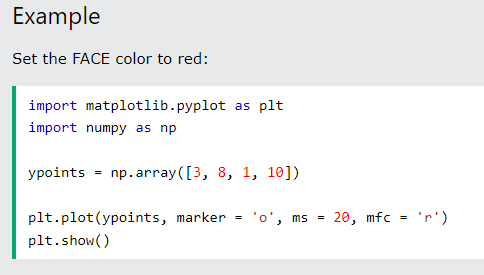 Example
Set the FACE color to red:
import matplotlib.pyplot as plt
import numpy as np
ypoints = np.array([3, 8, 1, 10])
plt.plot(ypoints, marker = 'o', ms = 20, mfc = 'r')
plt.show()